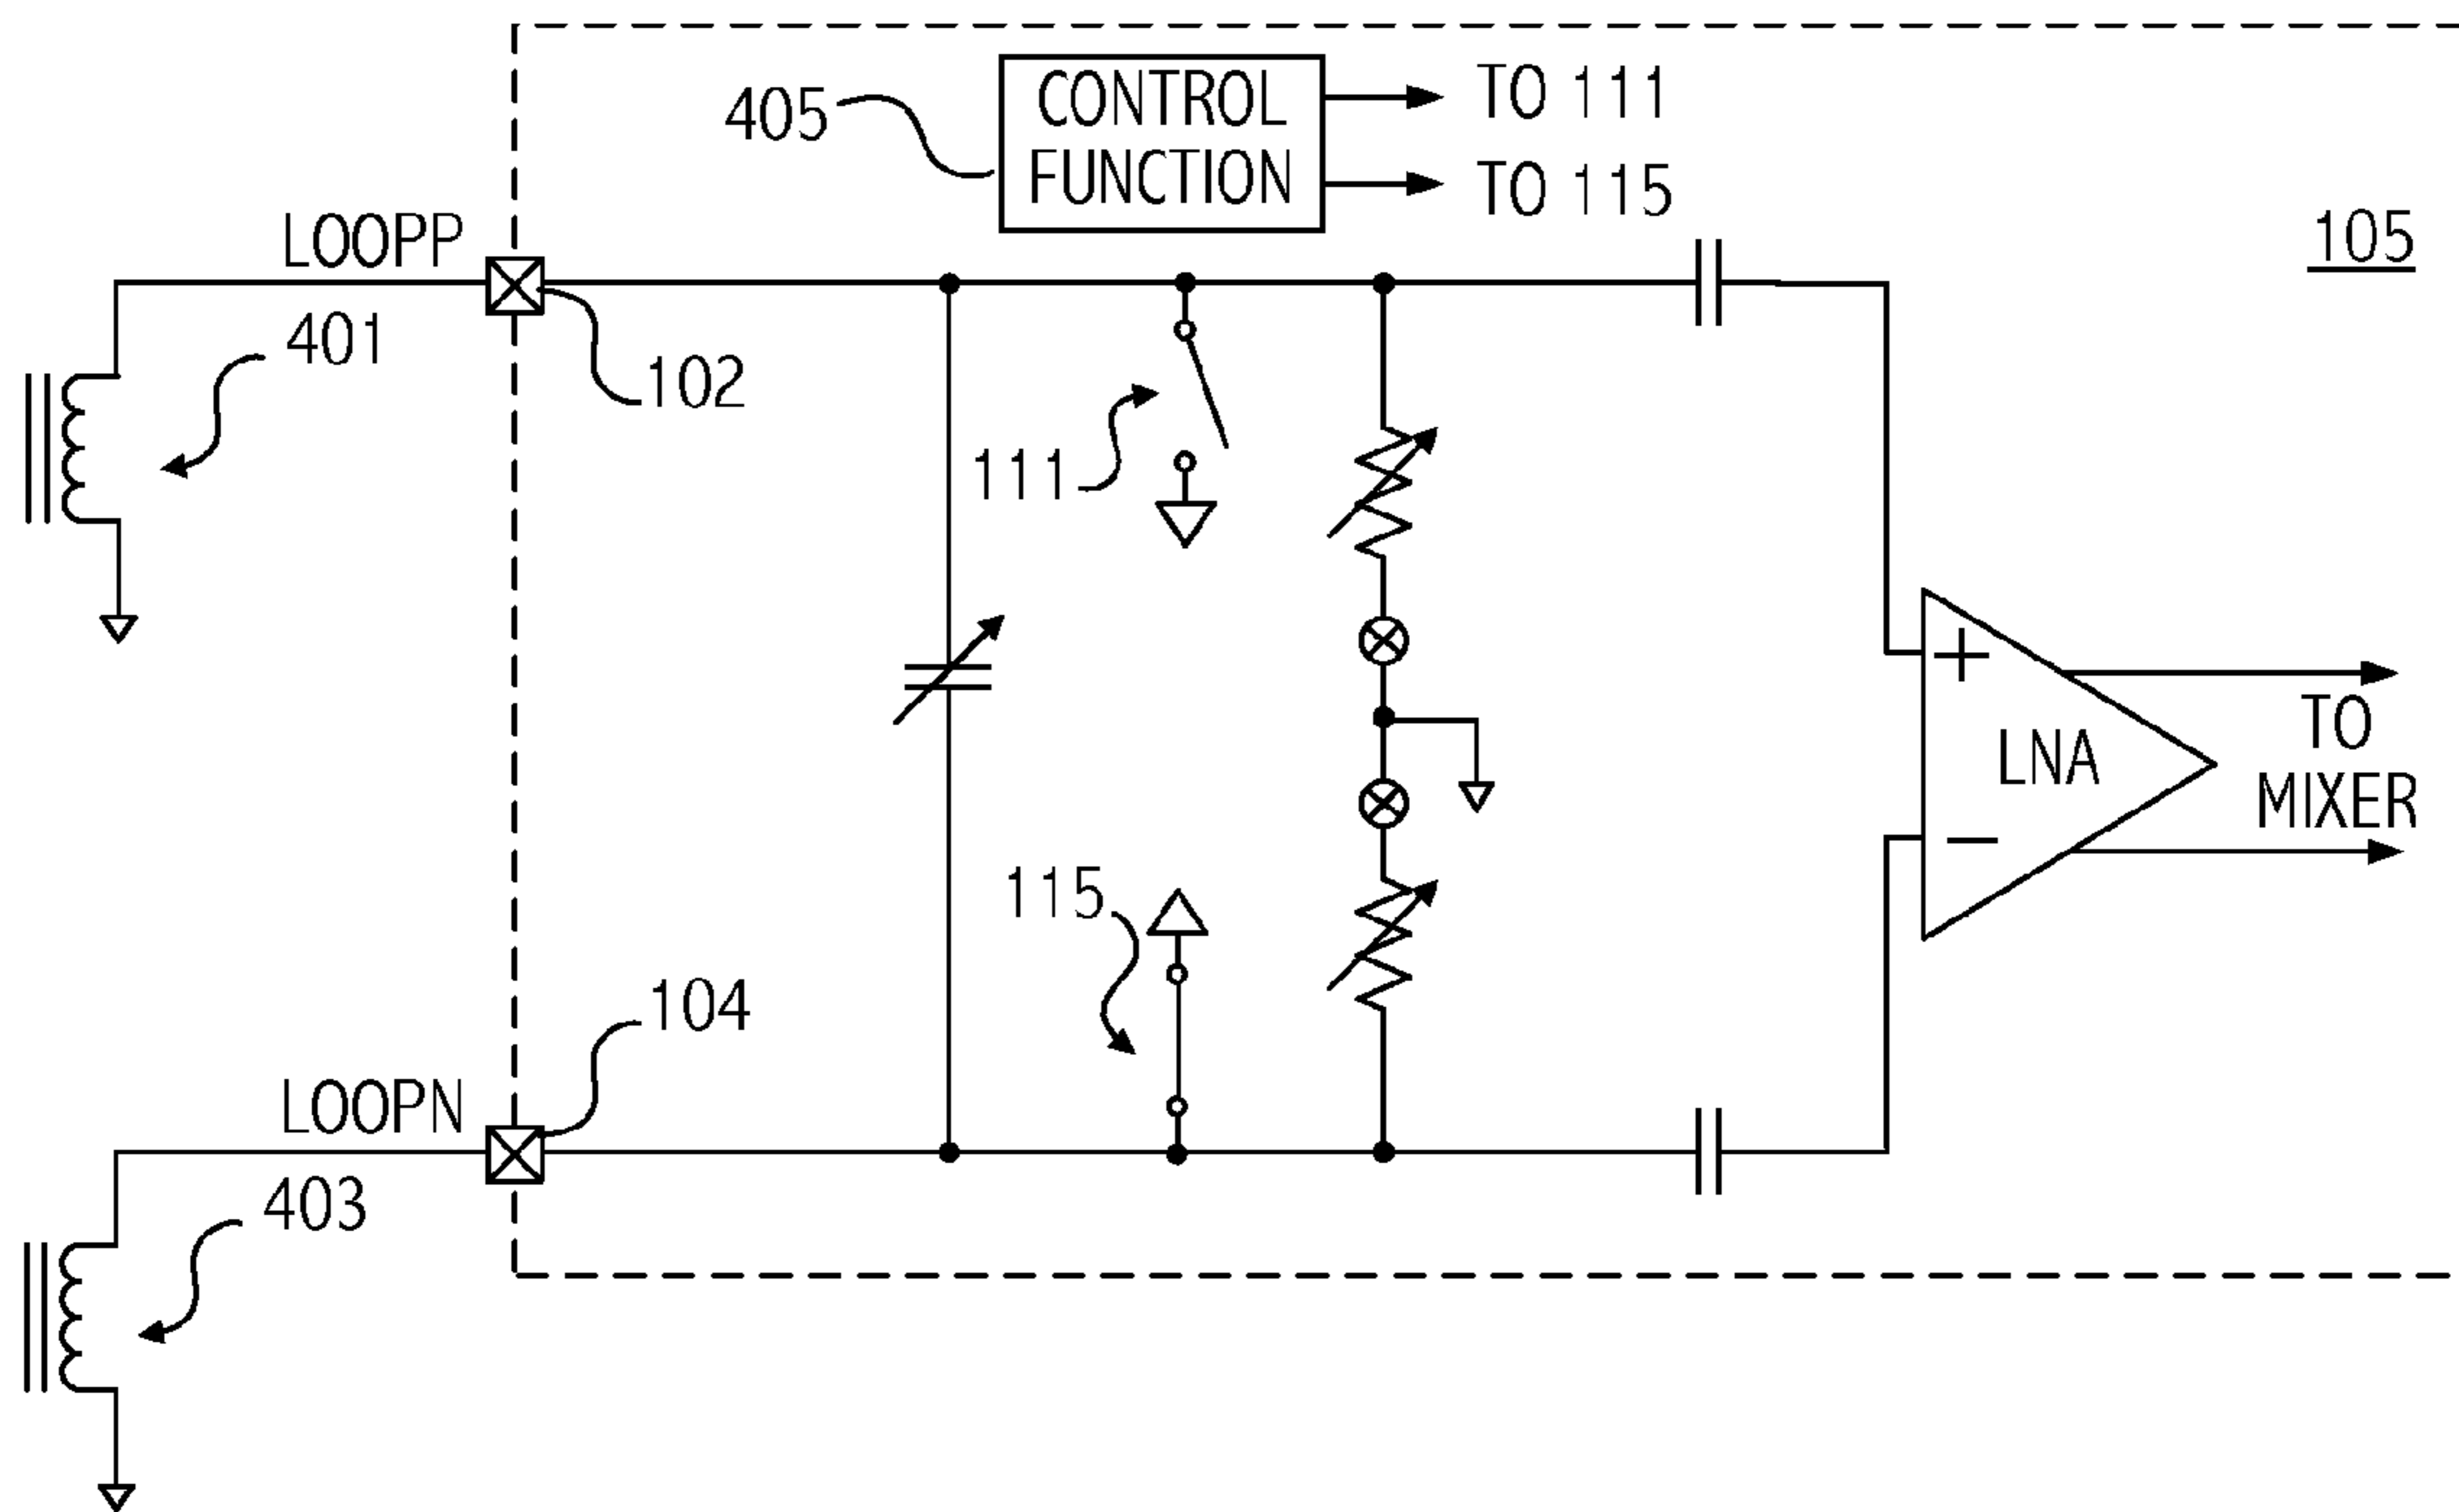 CONTROL
FUNCTION
405
TO 111
TO 115
105
LOOPP
401
102
111
+
LNA
−
TO
MIXER
115
104
LOOPN
403